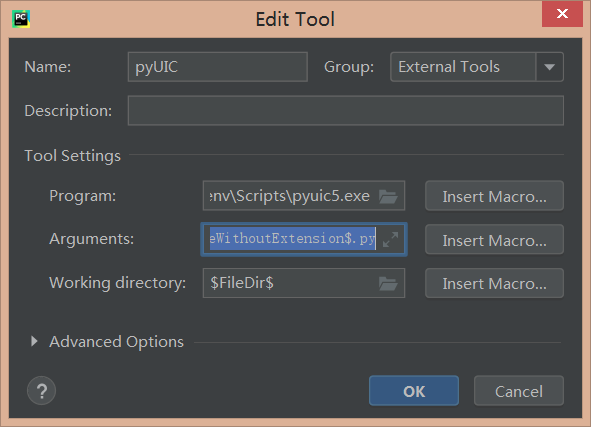 PC
Edit Tool
Name: pyUIC Group: External Tools
Description:
Tool Settings
Program: env\Scripts\pyuic5.exe Insert Macro...
Arguments: eWithoutExtension$.py Insert Macro...
Working directory: $FileDir$ Insert Macro...
Advanced Options
? OK Cancel